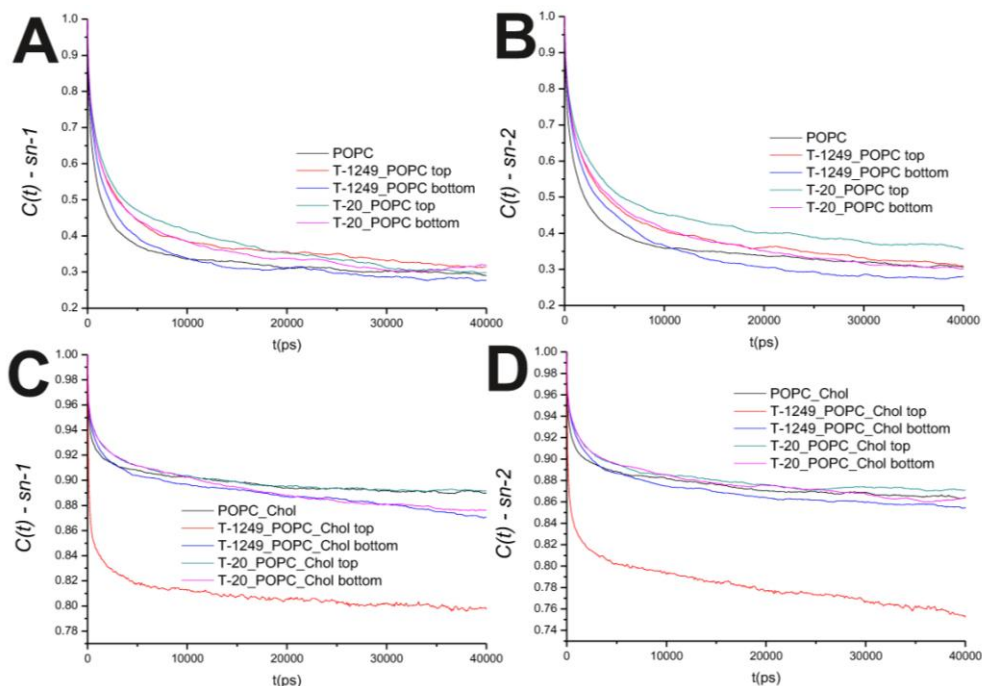 A
C(t) - sn-1
1.0
0.9
0.8
0.7
0.6
0.5
0.4
0.3
0.2
0
10000
20000
30000
40000
t(ps)
POPC
T-1249_POPC top
T-1249_POPC bottom
T-20_POPC top
T-20_POPC bottom
B
C(t) - sn-2
1.0
0.9
0.8
0.7
0.6
0.5
0.4
0.3
0.2
0
10000
20000
30000
40000
t(ps)
POPC
T-1249_POPC top
T-1249_POPC bottom
T-20_POPC top
T-20_POPC bottom
C
C(t) - sn-1
1.00
0.98
0.96
0.94
0.92
0.90
0.88
0.86
0.84
0.82
0.80
0.78
0
10000
20000
30000
40000
t(ps)
POPC_Chol
T-1249_POPC_Chol top
T-1249_POPC_Chol bottom
T-20_POPC_Chol top
T-20_POPC_Chol bottom
D
C(t) - sn-2
1.00
0.98
0.96
0.94
0.92
0.90
0.88
0.86
0.84
0.82
0.80
0.78
0.76
0.74
0
10000
20000
30000
40000
t(ps)
POPC_Chol
T-1249_POPC_Chol top
T-1249_POPC_Chol bottom
T-20_POPC_Chol top
T-20_POPC_Chol bottom